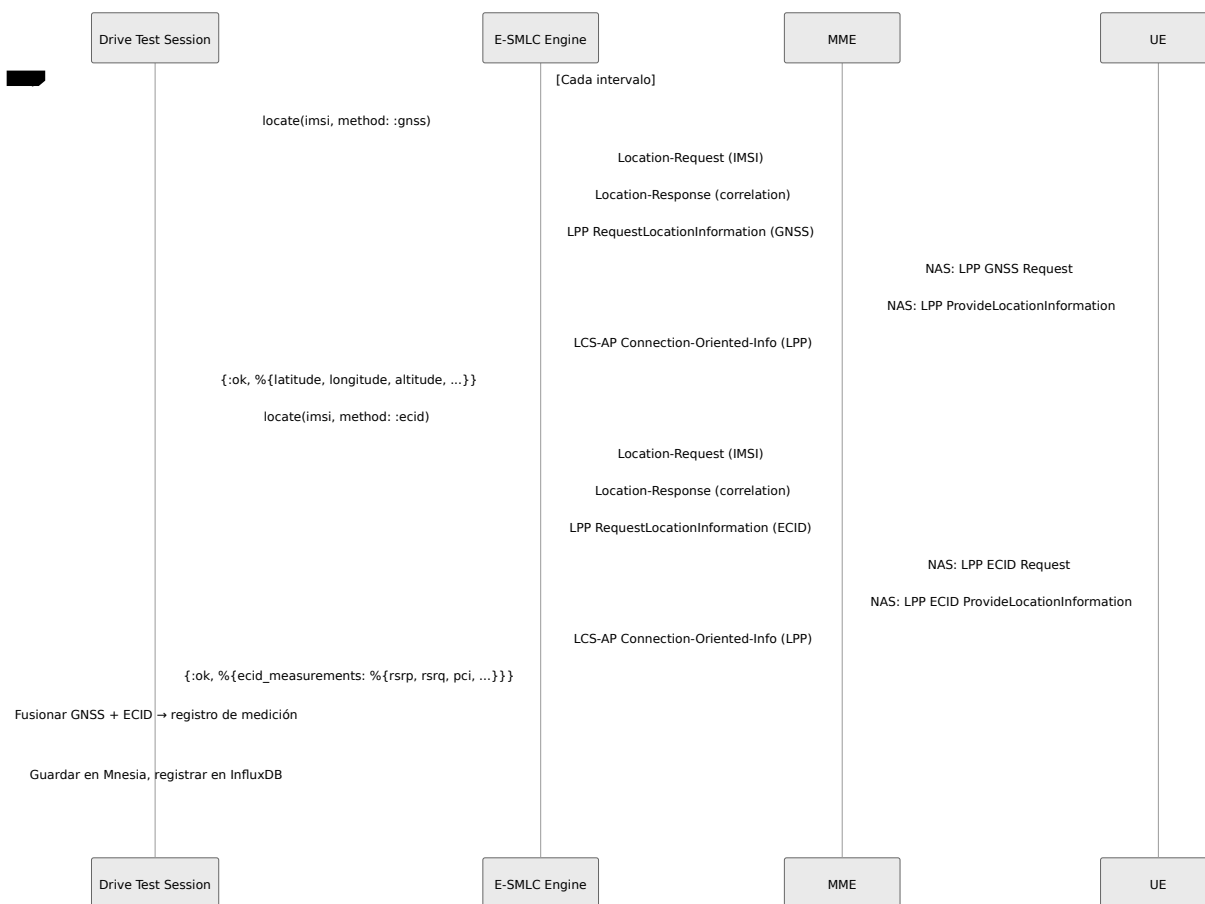 Drive Test Session
E-SMLC Engine
MME
UE
[Cada intervalo]
locate(imsi, method: :gnss)
Location-Request (IMSI)
Location-Response (correlation)
LPP RequestLocationInformation (GNSS)
NAS: LPP GNSS Request
NAS: LPP ProvideLocationInformation
LCS-AP Connection-Oriented-Info (LPP)
{:ok, %{latitude, longitude, altitude, ...}}
locate(imsi, method: :ecid)
Location-Request (IMSI)
Location-Response (correlation)
LPP RequestLocationInformation (ECID)
NAS: LPP ECID Request
NAS: LPP ECID ProvideLocationInformation
LCS-AP Connection-Oriented-Info (LPP)
{:ok, %{ecid_measurements: %{rsrp, rsrq, pci, ...}}}
Fusionar GNSS + ECID → registro de medición
Guardar en Mnesia, registrar en InfluxDB
Drive Test Session
E-SMLC Engine
MME
UE